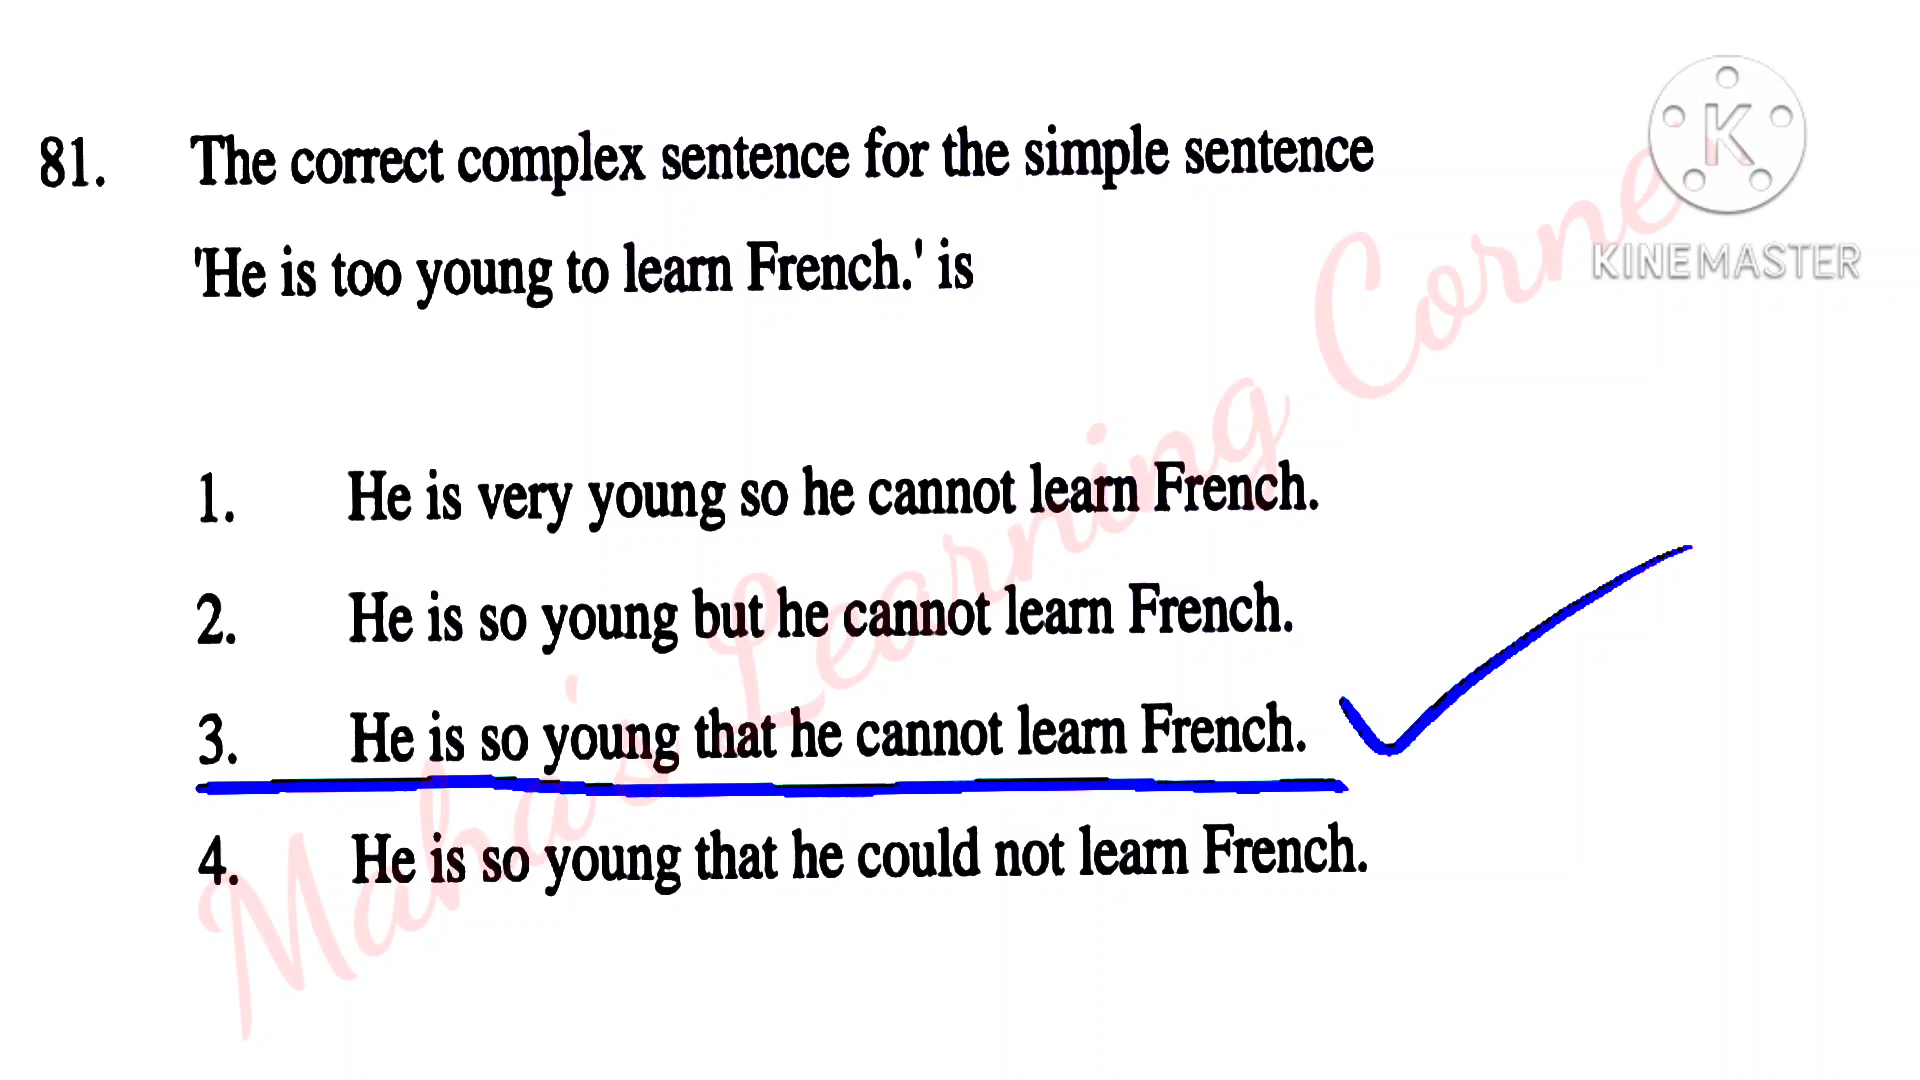 K
KINEMASTER
81. The correct complex sentence for the simple sentence
'He is too young to learn French.' is
1. He is very young so he cannot learn French.
2. He is so young but he cannot learn French.
3. He is so young that he cannot learn French.
4. He is so young that he could not learn French.
Maha's Learning Corner